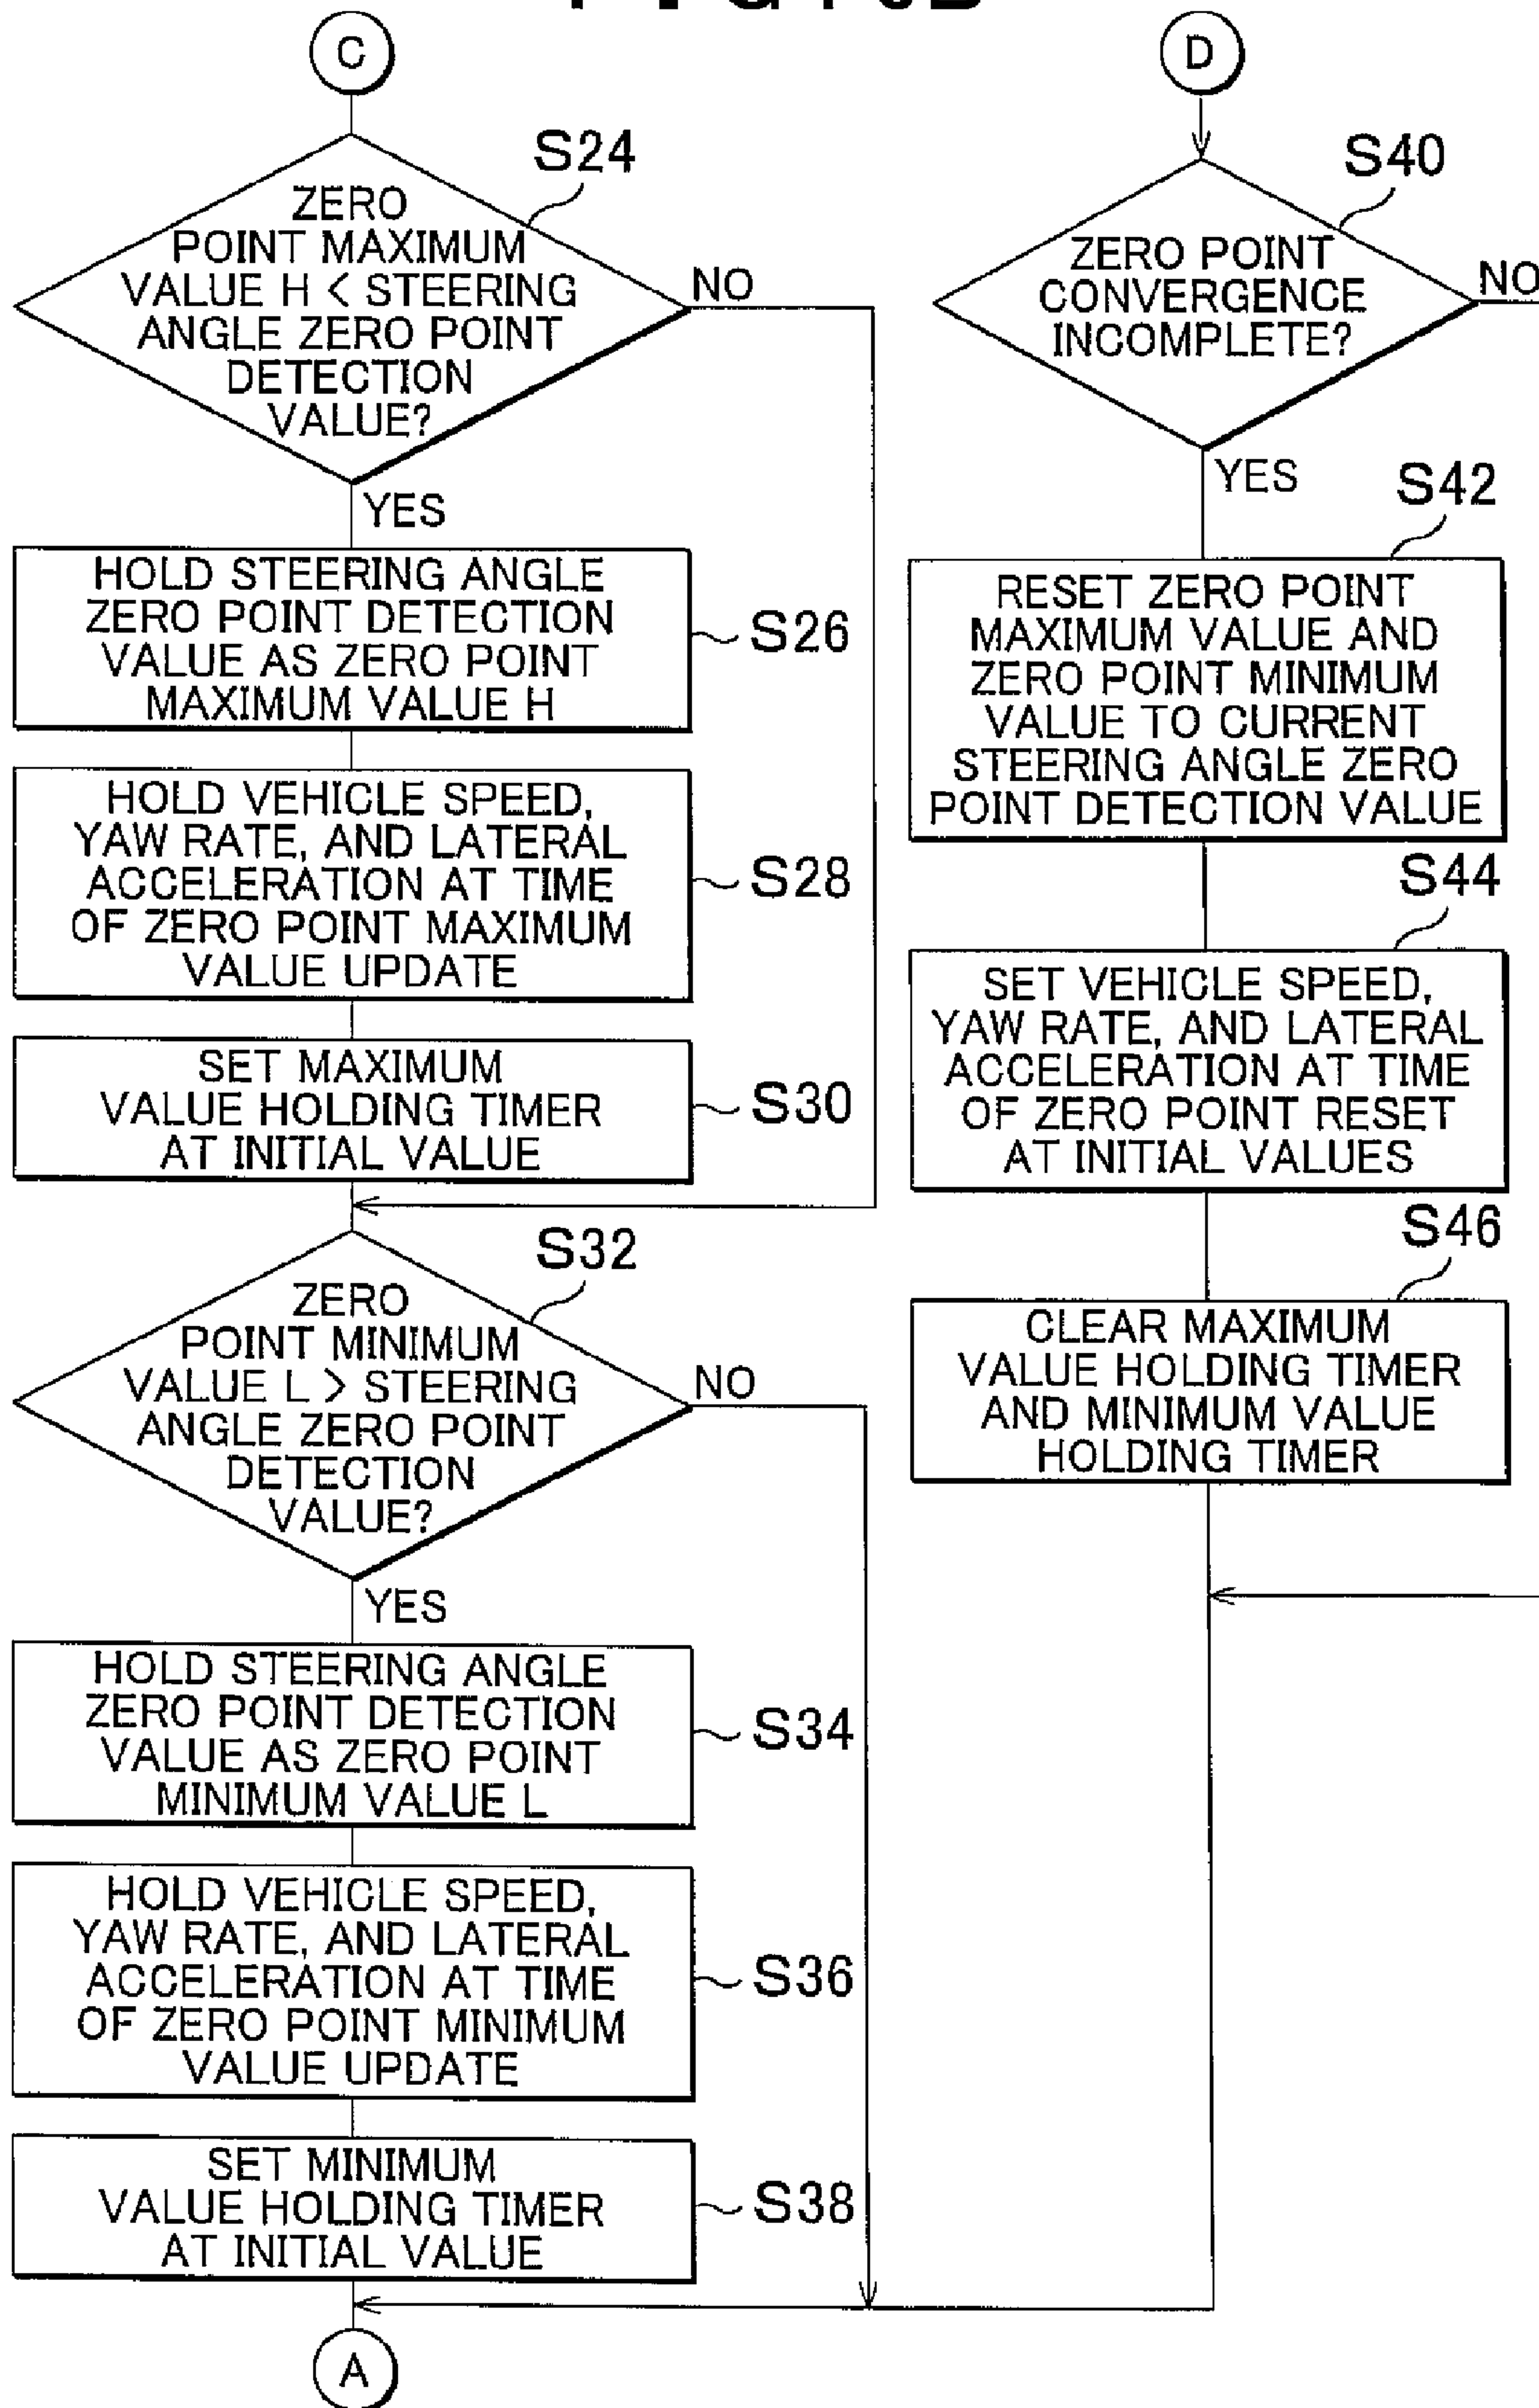 C
S24
ZERO
POINT MAXIMUM
VALUE H < STEERING
ANGLE ZERO POINT
DETECTION
VALUE?
NO
YES
HOLD STEERING ANGLE
ZERO POINT DETECTION
VALUE AS ZERO POINT
MAXIMUM VALUE H
S26
HOLD VEHICLE SPEED,
YAW RATE, AND LATERAL
ACCELERATION AT TIME
OF ZERO POINT MAXIMUM
VALUE UPDATE
S28
SET MAXIMUM
VALUE HOLDING TIMER
AT INITIAL VALUE
S30
S32
ZERO
POINT MINIMUM
VALUE L > STEERING
ANGLE ZERO POINT
DETECTION
VALUE?
NO
YES
HOLD STEERING ANGLE
ZERO POINT DETECTION
VALUE AS ZERO POINT
MINIMUM VALUE L
S34
HOLD VEHICLE SPEED,
YAW RATE, AND LATERAL
ACCELERATION AT TIME
OF ZERO POINT MINIMUM
VALUE UPDATE
S36
SET MINIMUM
VALUE HOLDING TIMER
AT INITIAL VALUE
S38
A
D
S40
ZERO POINT
CONVERGENCE
INCOMPLETE?
NO
YES
S42
RESET ZERO POINT
MAXIMUM VALUE AND
ZERO POINT MINIMUM
VALUE TO CURRENT
STEERING ANGLE ZERO
POINT DETECTION VALUE
S44
SET VEHICLE SPEED,
YAW RATE, AND LATERAL
ACCELERATION AT TIME
OF ZERO POINT RESET
AT INITIAL VALUES
S46
CLEAR MAXIMUM
VALUE HOLDING TIMER
AND MINIMUM VALUE
HOLDING TIMER